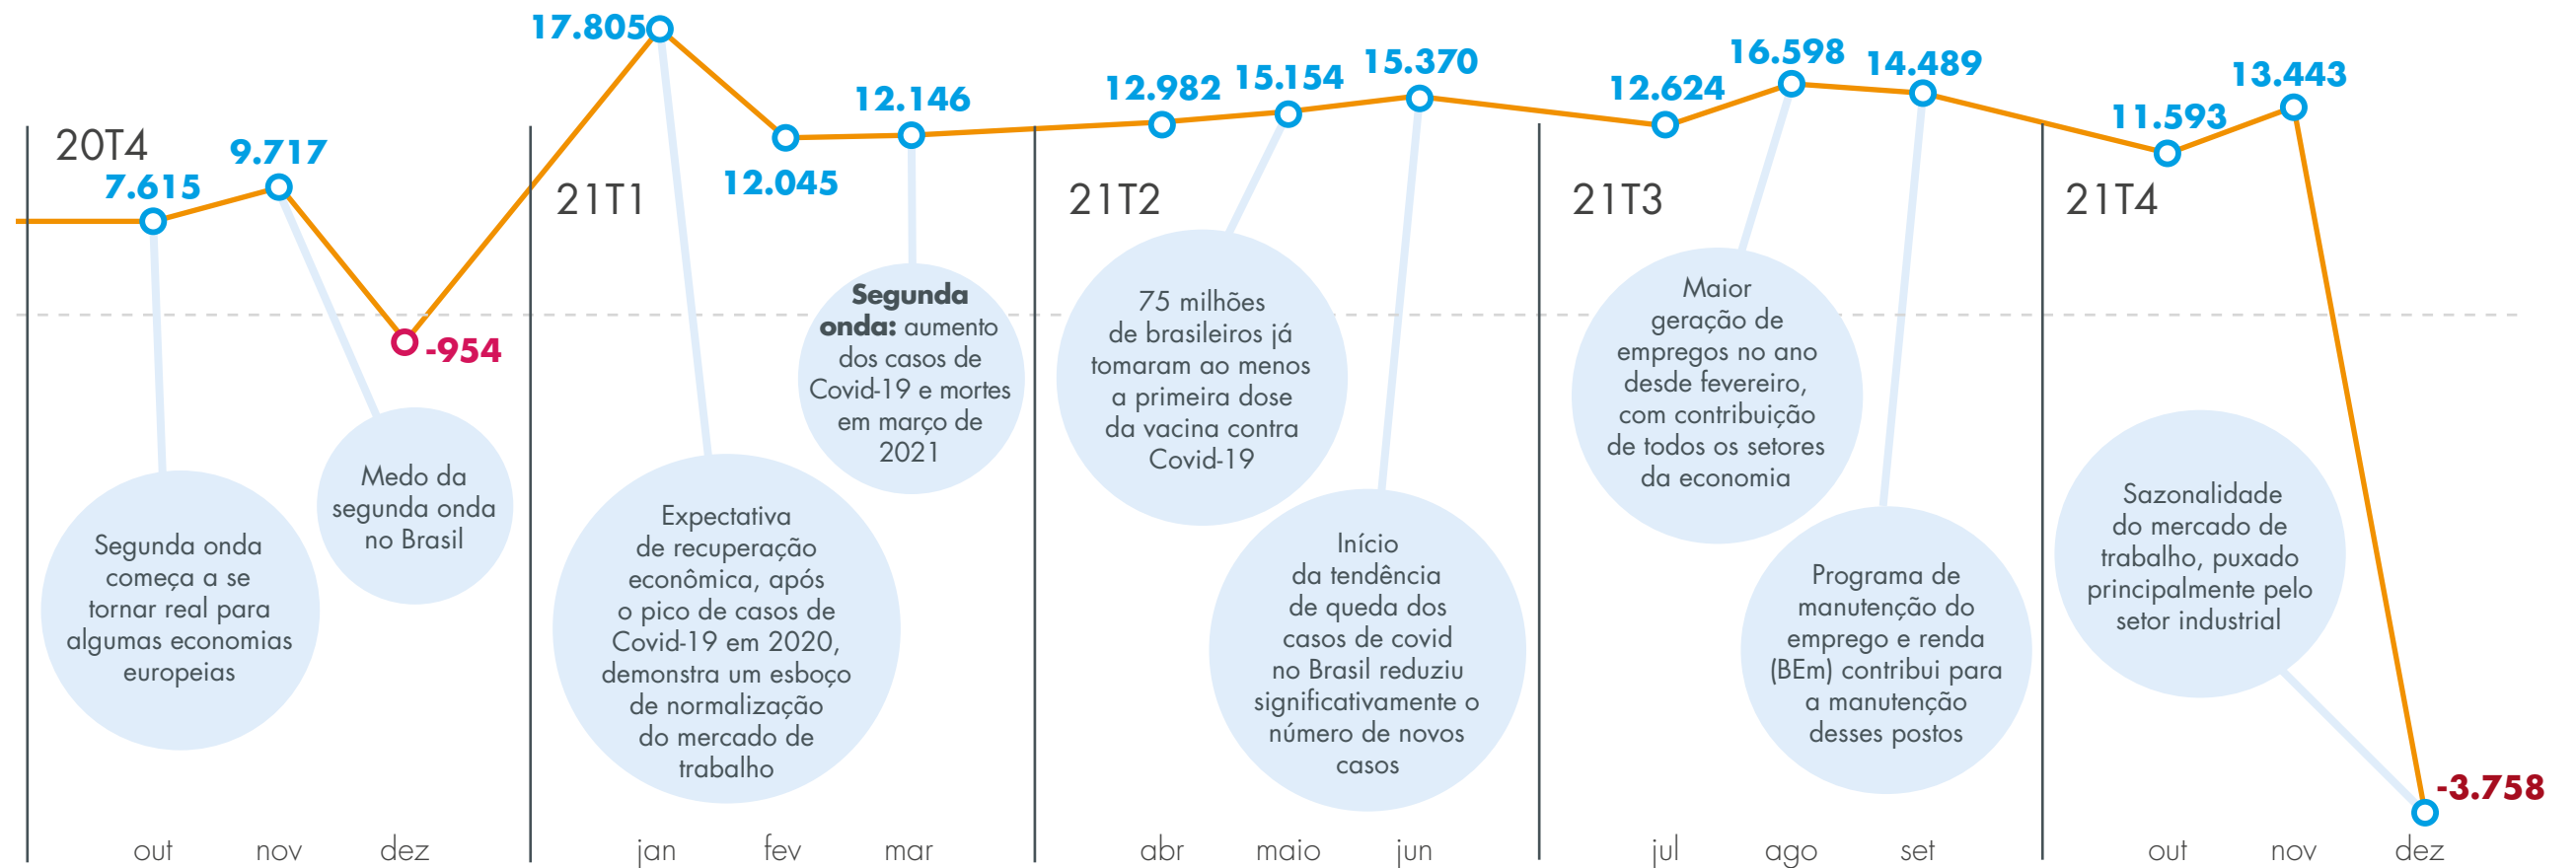 20T4
7.615
9.717
-954
Segunda onda
começa a se
tornar real para
algumas economias
europeias
Medo da
segunda onda
no Brasil
out
nov
dez
21T1
17.805
12.045
12.146
Expectativa
de recuperação
econômica, após
o pico de casos de
Covid-19 em 2020,
demonstra um esboço
de normalização
do mercado de
trabalho
Segunda
onda: aumento
dos casos de
Covid-19 e mortes
em março de
2021
jan
fev
mar
21T2
12.982
15.154
15.370
75 milhões
de brasileiros já
tomaram ao menos
a primeira dose
da vacina contra
Covid-19
Início
da tendência
de queda dos
casos de covid
no Brasil reduziu
significativamente o
número de novos
casos
abr
maio
jun
21T3
12.624
16.598
14.489
Maior
geração de
empregos no ano
desde fevereiro,
com contribuição
de todos os setores
da economia
Programa de
manutenção do
emprego e renda
(BEm) contribui para
a manutenção
desses postos
jul
ago
set
21T4
11.593
13.443
-3.758
Sazonalidade
do mercado de
trabalho, puxado
principalmente pelo
setor industrial
out
nov
dez